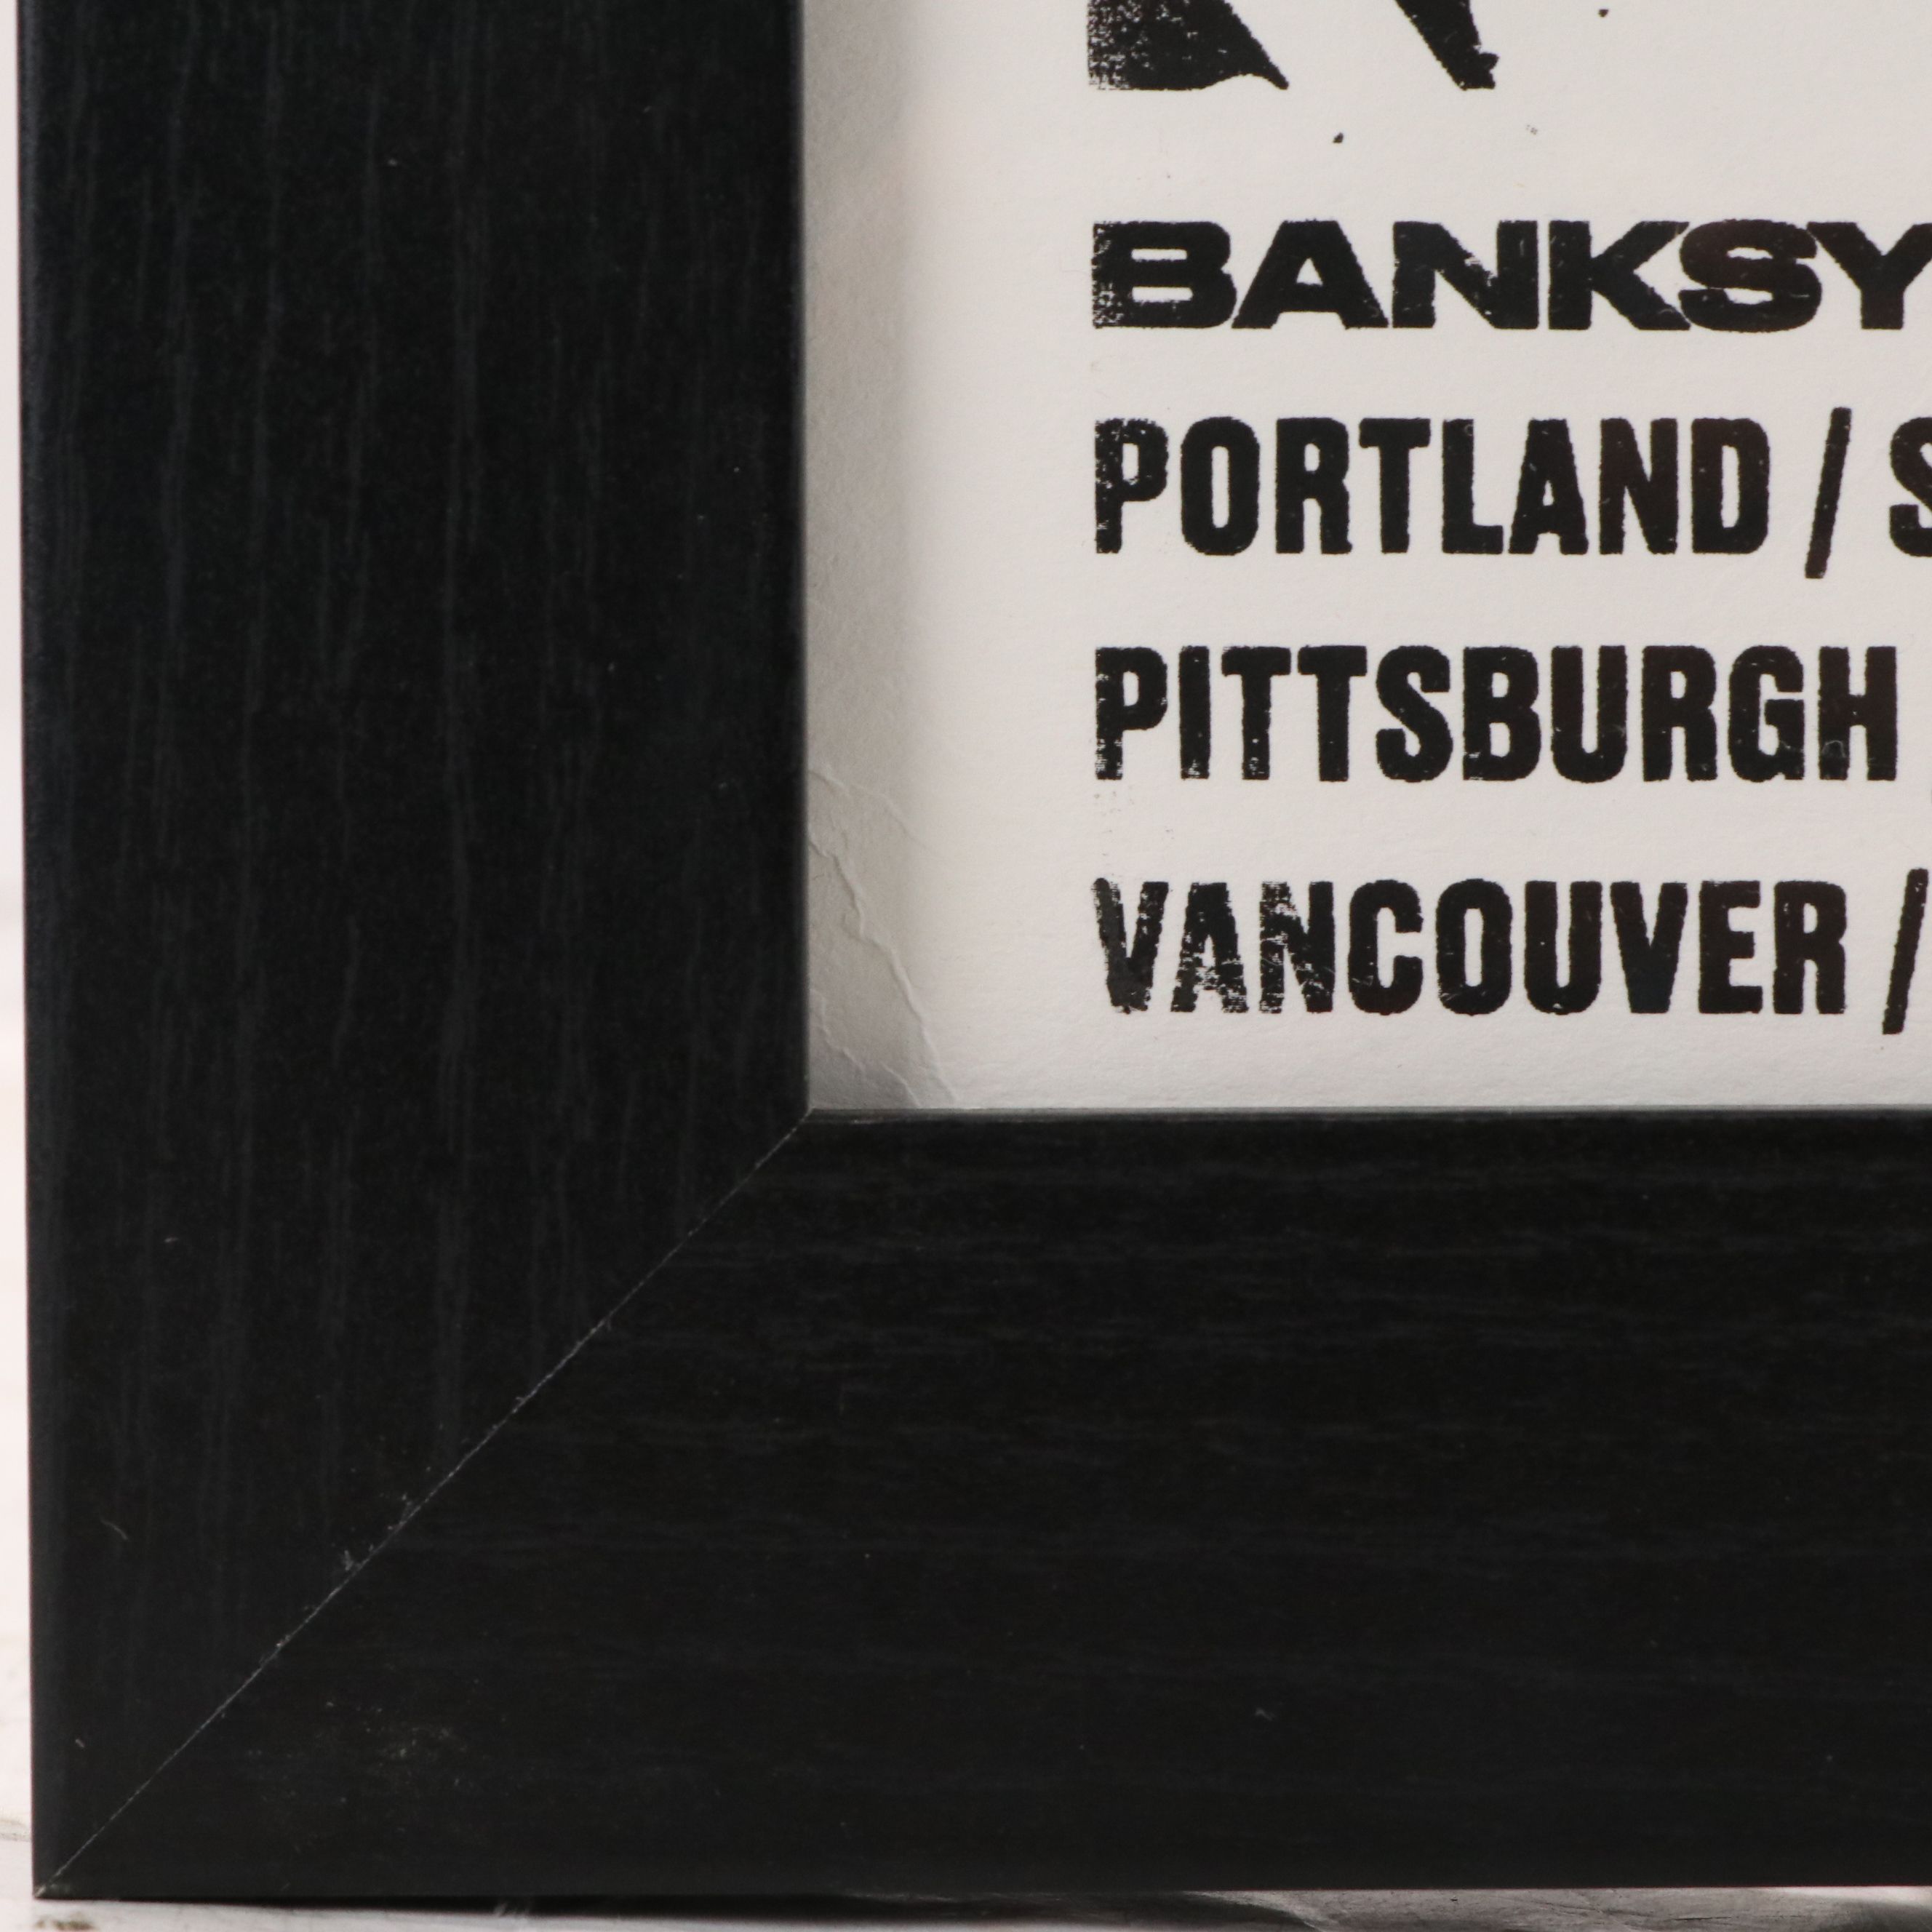 BANKSY
PORTLAND / S
PITTSBURGH
VANCOUVER /